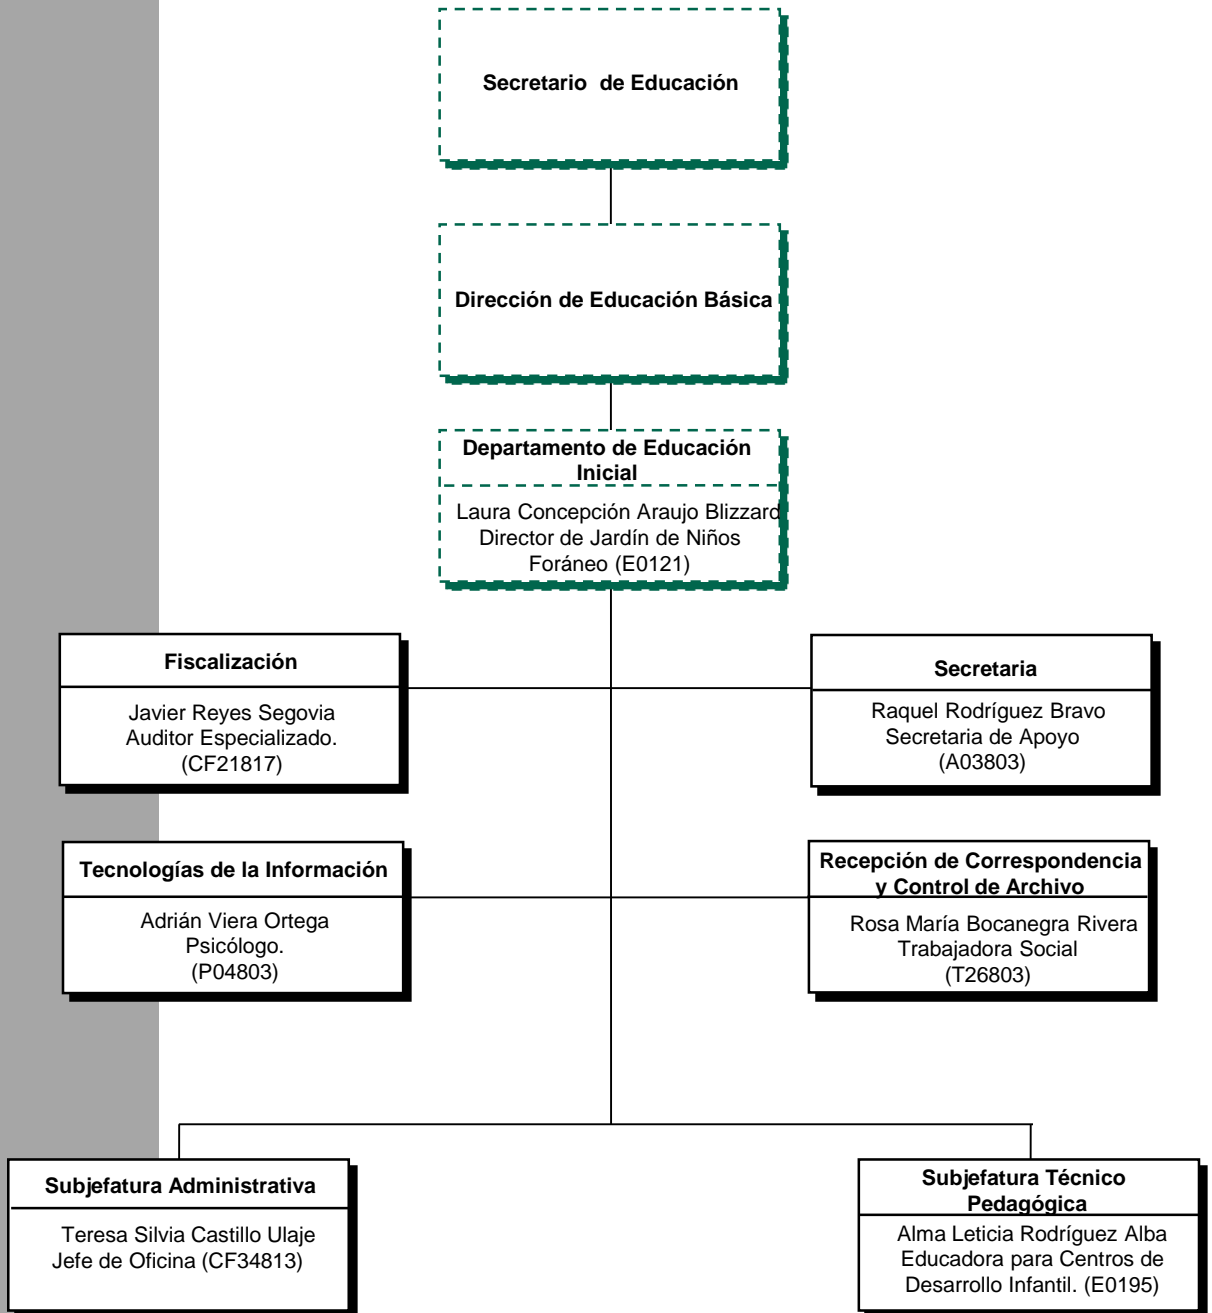 Secretario de Educación
Dirección de Educación Básica
Departamento de Educación
Inicial
Laura Concepción Araujo Blizzard
Director de Jardín de Niños
Foráneo (E0121)
Fiscalización
Javier Reyes Segovia
Auditor Especializado.
(CF21817)
Secretaria
Raquel Rodríguez Bravo
Secretaria de Apoyo
(A03803)
Tecnologías de la Información
Adrián Viera Ortega
Psicólogo.
(P04803)
Recepción de Correspondencia
y Control de Archivo
Rosa María Bocanegra Rivera
Trabajadora Social
(T26803)
Subjefatura Administrativa
Teresa Silvia Castillo Ulaje
Jefe de Oficina (CF34813)
Subjefatura Técnico
Pedagógica
Alma Leticia Rodríguez Alba
Educadora para Centros de
Desarrollo Infantil. (E0195)